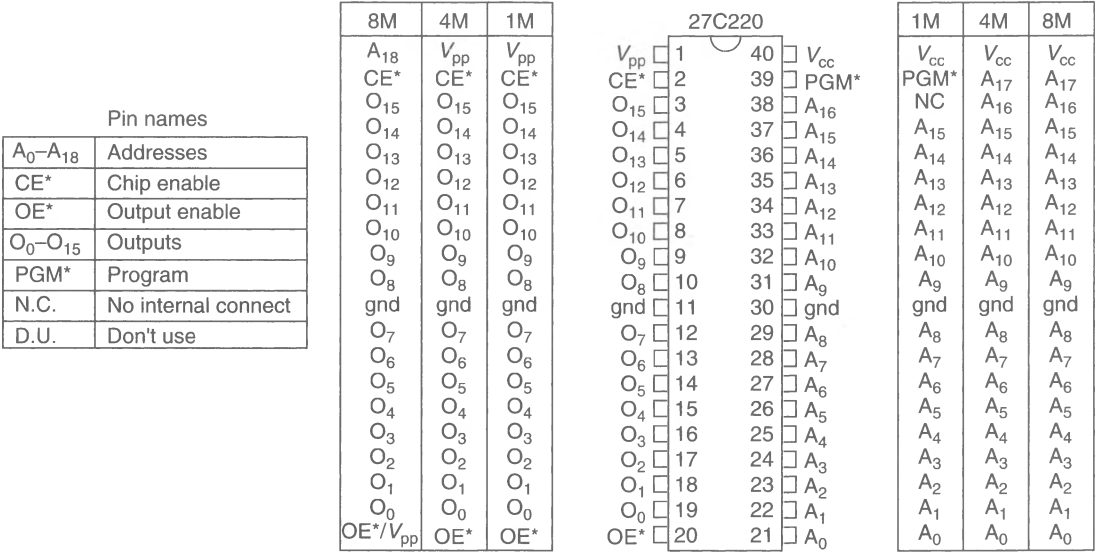 Pin names
A0–A18 Addresses
CE* Chip enable
OE* Output enable
O0–O15 Outputs
PGM* Program
N.C. No internal connect
D.U. Don't use
8M 4M 1M 27C220 1M 4M 8M
A18 Vpp Vpp Vpp 1 40 Vcc Vcc Vcc Vcc
CE* CE* CE* CE* 2 39 PGM* PGM* A17 A17
O15 O15 O15 O15 3 38 A16 NC A16 A16
O14 O14 O14 O14 4 37 A15 A15 A15 A15
O13 O13 O13 O13 5 36 A14 A14 A14 A14
O12 O12 O12 O12 6 35 A13 A13 A13 A13
O11 O11 O11 O11 7 34 A12 A12 A12 A12
O10 O10 O10 O10 8 33 A11 A11 A11 A11
O9 O9 O9 O9 9 32 A10 A10 A10 A10
O8 O8 O8 O8 10 31 A9 A9 A9 A9
gnd gnd gnd gnd 11 30 gnd gnd gnd gnd
O7 O7 O7 O7 12 29 A8 A8 A8 A8
O6 O6 O6 O6 13 28 A7 A7 A7 A7
O5 O5 O5 O5 14 27 A6 A6 A6 A6
O4 O4 O4 O4 15 26 A5 A5 A5 A5
O3 O3 O3 O3 16 25 A4 A4 A4 A4
O2 O2 O2 O2 17 24 A3 A3 A3 A3
O1 O1 O1 O1 18 23 A2 A2 A2 A2
O0 O0 O0 O0 19 22 A1 A1 A1 A1
OE*/Vpp OE* OE* OE* 20 21 A0 A0 A0 A0